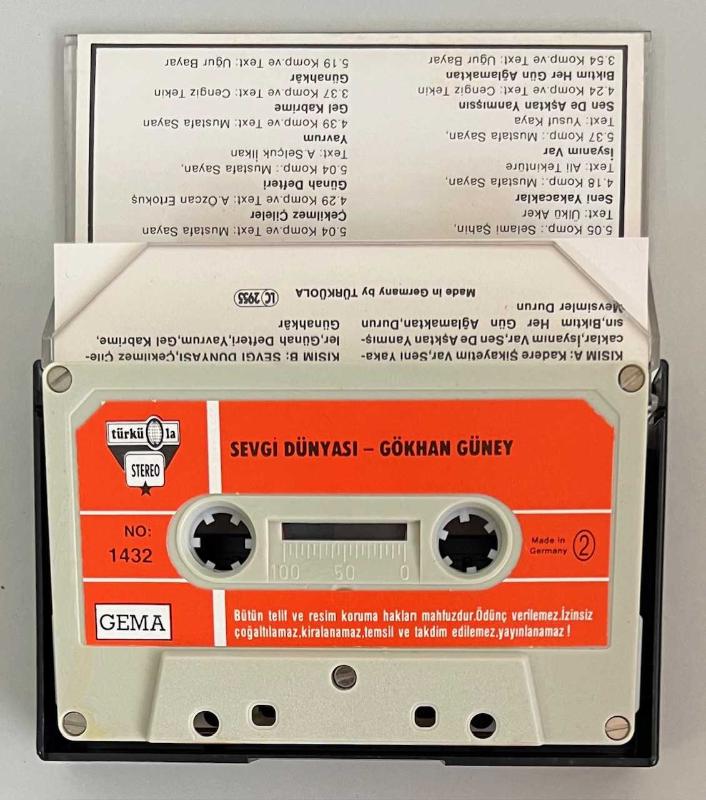 5.05 Komp.: Selami Şahin,
Text: Ülkü Aker
Seni Yakacaklar
4.18 Komp.: Mustafa Sayan,
Text: Ali Tekintüre
İsyanım Var
5.37 Komp.: Mustafa Sayan,
Text: Yusuf Kaya
Sen De Aşktan Yanmışsın
4.24 Komp.ve Text: Cengiz Tekin
Bıktım Her Gün Ağlamaktan
3.54 Komp.ve Text: Uğur Bayar
5.04 Komp.ve Text: Mustafa Sayan
Çekilmez Çileler
4.29 Komp.ve Text: A.Özcan Ertokuş
Günah Defteri
5.04 Komp.: Mustafa Sayan,
Text: A.Selçuk İlkan
Yavrum
4.39 Komp.ve Text: Mustafa Sayan
Gel Kabrime
3.37 Komp.ve Text: Cengiz Tekin
Günahkâr
5.19 Komp.ve Text: Uğur Bayar
KISIM A: Kadere Şikayetim Var,Seni Yaka-
caklar,İsyanım Var,Sen De Aşktan Yanmış-
sın,Bıktım Her Gün Ağlamaktan,Durun
Mevsimler Durun
KISIM B: SEVGİ DÜNYASI,Çekilmez Çile-
ler,Günah Defteri,Yavrum,Gel Kabrime,
Günahkâr
Made in Germany by TÜRKÜOLA
LC 2955
türkü la
STEREO
SEVGİ DÜNYASI – GÖKHAN GÜNEY
NO:
1432
100 50 0
Made in
Germany
2
GEMA
Bütün telif ve resim koruma hakları mahfuzdur.Ödünç verilemez.İzinsiz
çoğaltılamaz,kiralanamaz,temsil ve takdim edilemez,yayınlanamaz!